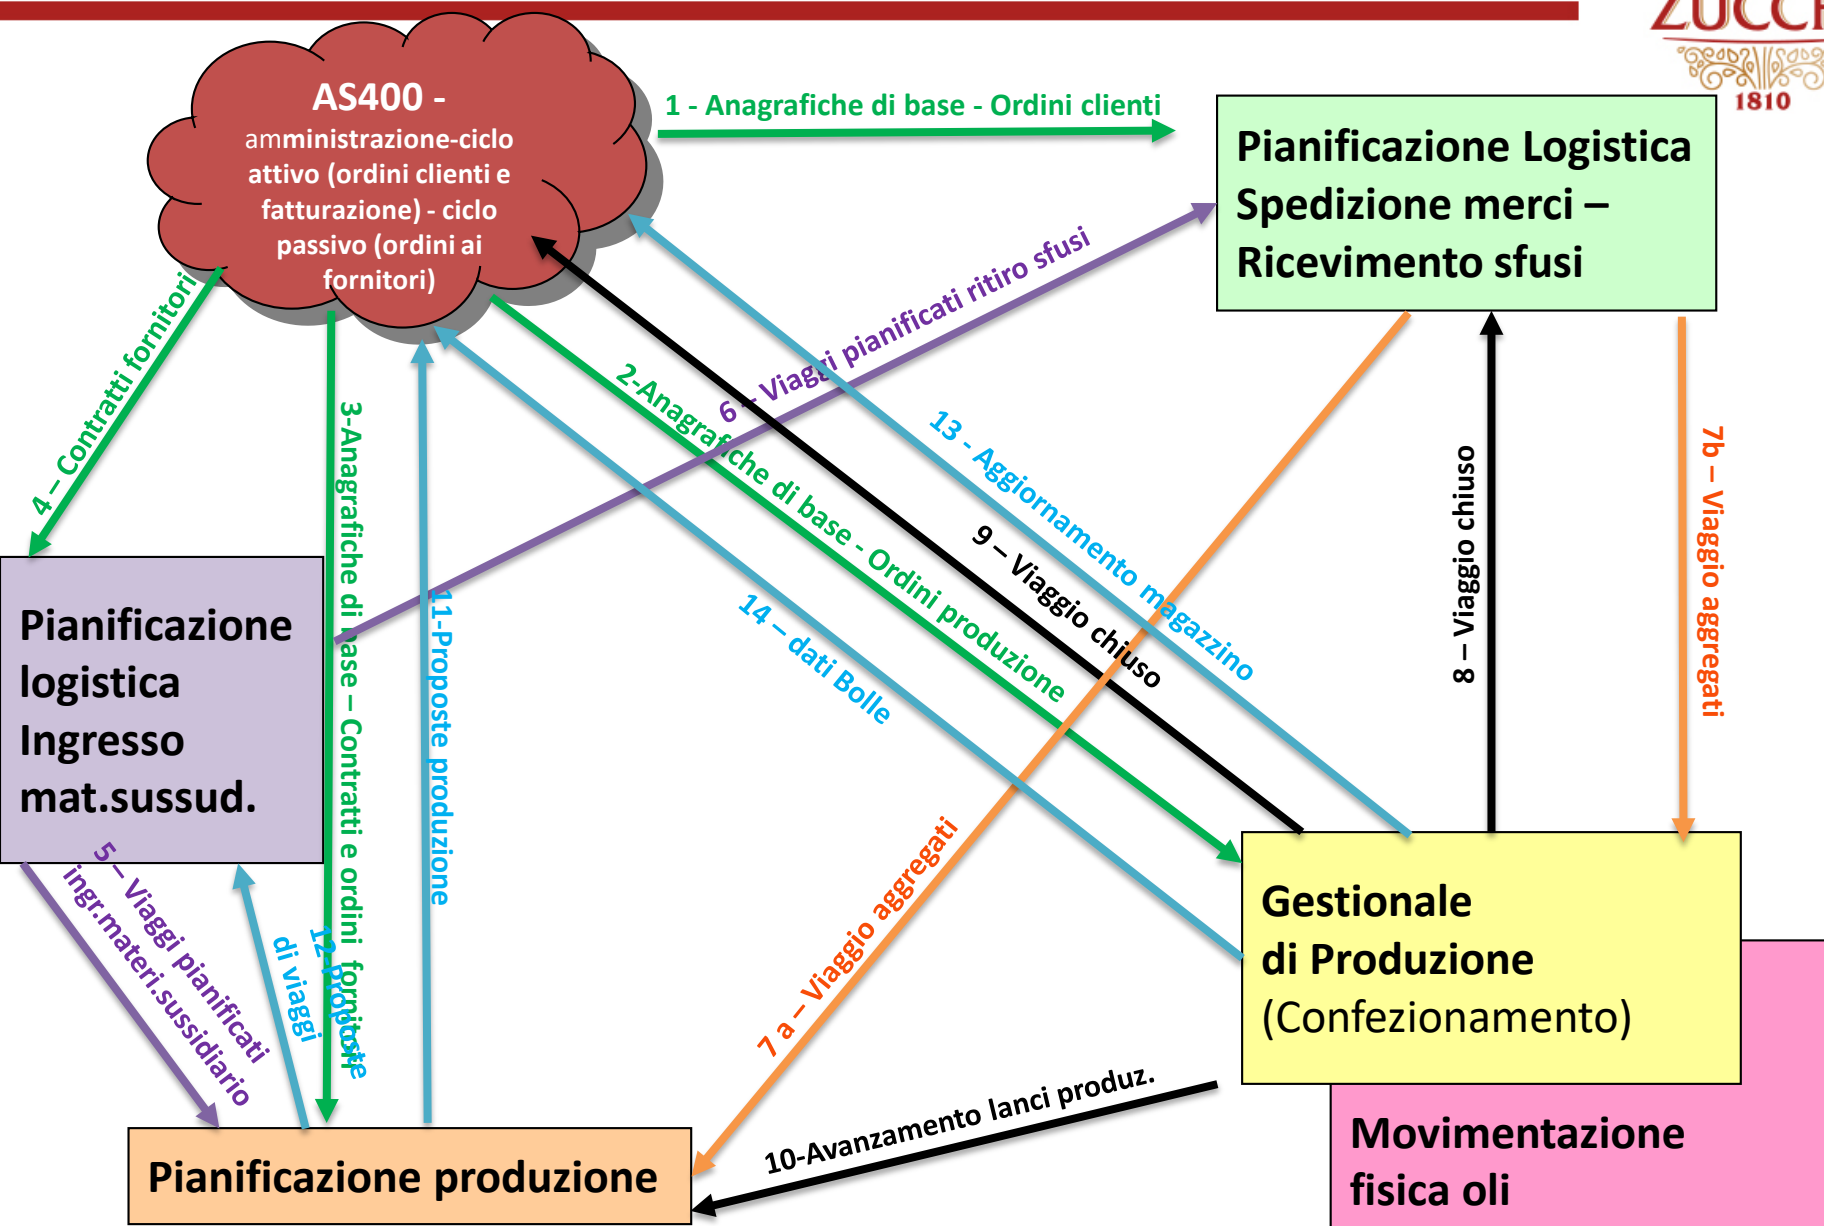 ZUCCH
1810
AS400 -
amministrazione-ciclo
attivo (ordini clienti e
fatturazione) - ciclo
passivo (ordini ai
fornitori)
1 - Anagrafiche di base - Ordini clienti
Pianificazione Logistica
Spedizione merci –
Ricevimento sfusi
4 – Contratti fornitori
3-Anagrafiche di base – Contratti e ordini fornitori
11-Proposte produzione
2-Anagrafiche di base - Ordini produzione
6 – Viaggi pianificati ritiro sfusi
13 - Aggiornamento magazzino
9 – Viaggio chiuso
14 – dati Bolle
8 – Viaggio chiuso
7b – Viaggio aggregati
7 a – Viaggio aggregati
Pianificazione
logistica
Ingresso
mat.sussud.
5 – Viaggi pianificati
ingr.materi.sussidiario
12-Proposte
di viaggi
10-Avanzamento lanci produz.
Pianificazione produzione
Gestionale
di Produzione
(Confezionamento)
Movimentazione
fisica oli